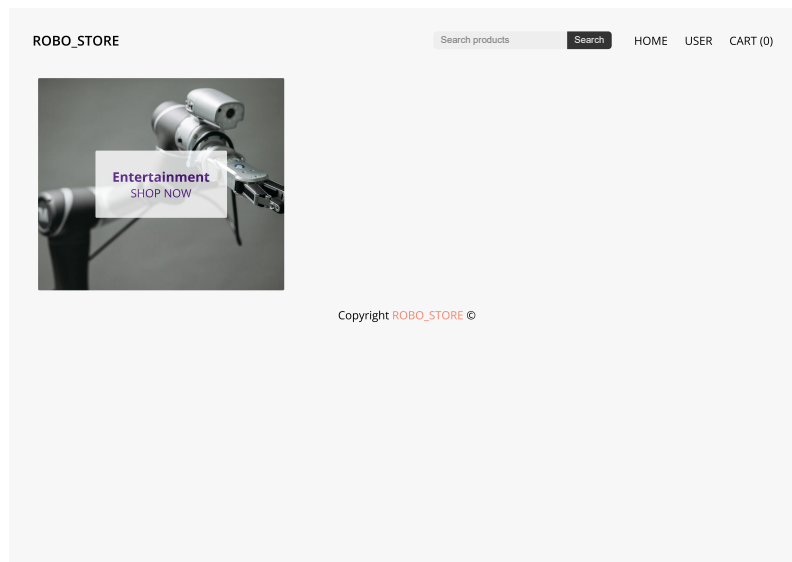 ROBO_STORE
Search products
Search
HOME
USER
CART (0)
Entertainment
SHOP NOW
Copyright ROBO_STORE ©